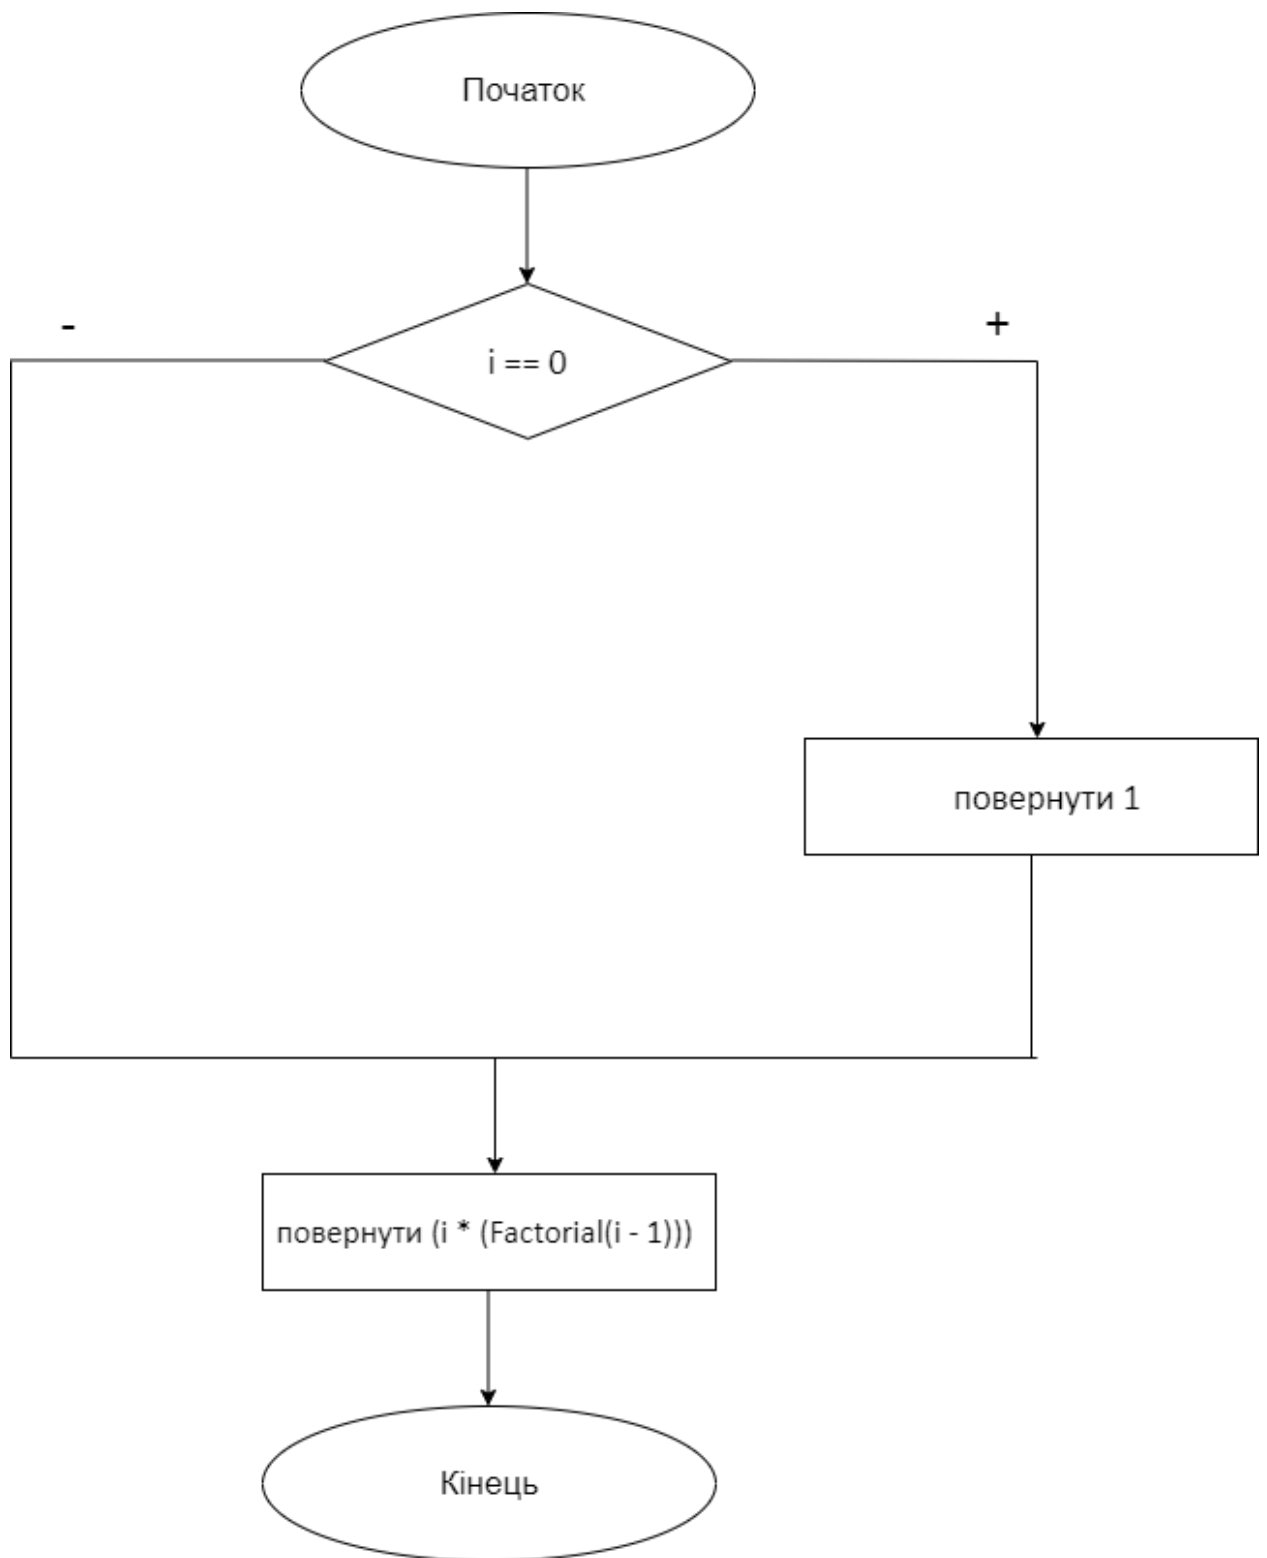 Початок
-
+
i == 0
повернути 1
повернути (i * (Factorial(i - 1)))
Кінець